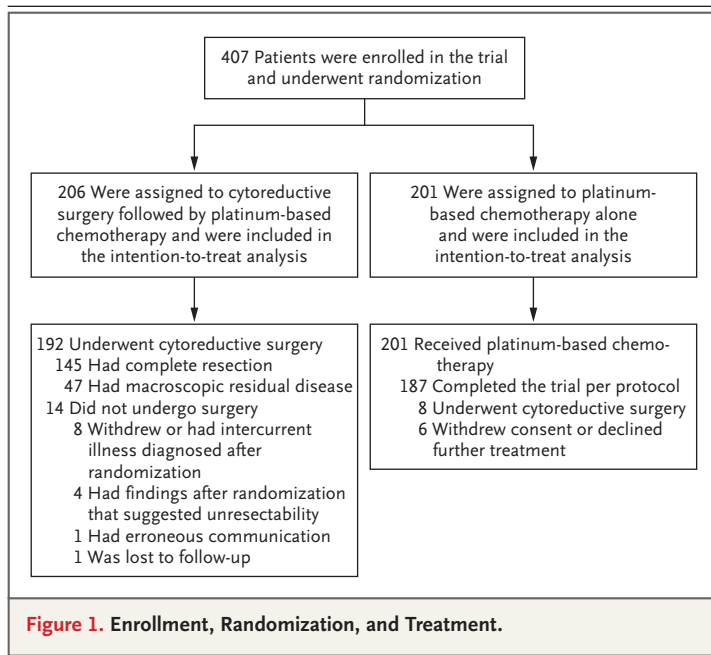 407 Patients were enrolled in the trial
and underwent randomization
206 Were assigned to cytoreductive
surgery followed by platinum-based
chemotherapy and were included in
the intention-to-treat analysis
201 Were assigned to platinum-
based chemotherapy alone
and were included in the
intention-to-treat analysis
192 Underwent cytoreductive surgery
145 Had complete resection
47 Had macroscopic residual disease
14 Did not undergo surgery
8 Withdrew or had intercurrent
illness diagnosed after
randomization
4 Had findings after randomization
that suggested unresectability
1 Had erroneous communication
1 Was lost to follow-up
201 Received platinum-based chemo-
therapy
187 Completed the trial per protocol
8 Underwent cytoreductive surgery
6 Withdrew consent or declined
further treatment
Figure 1. Enrollment, Randomization, and Treatment.